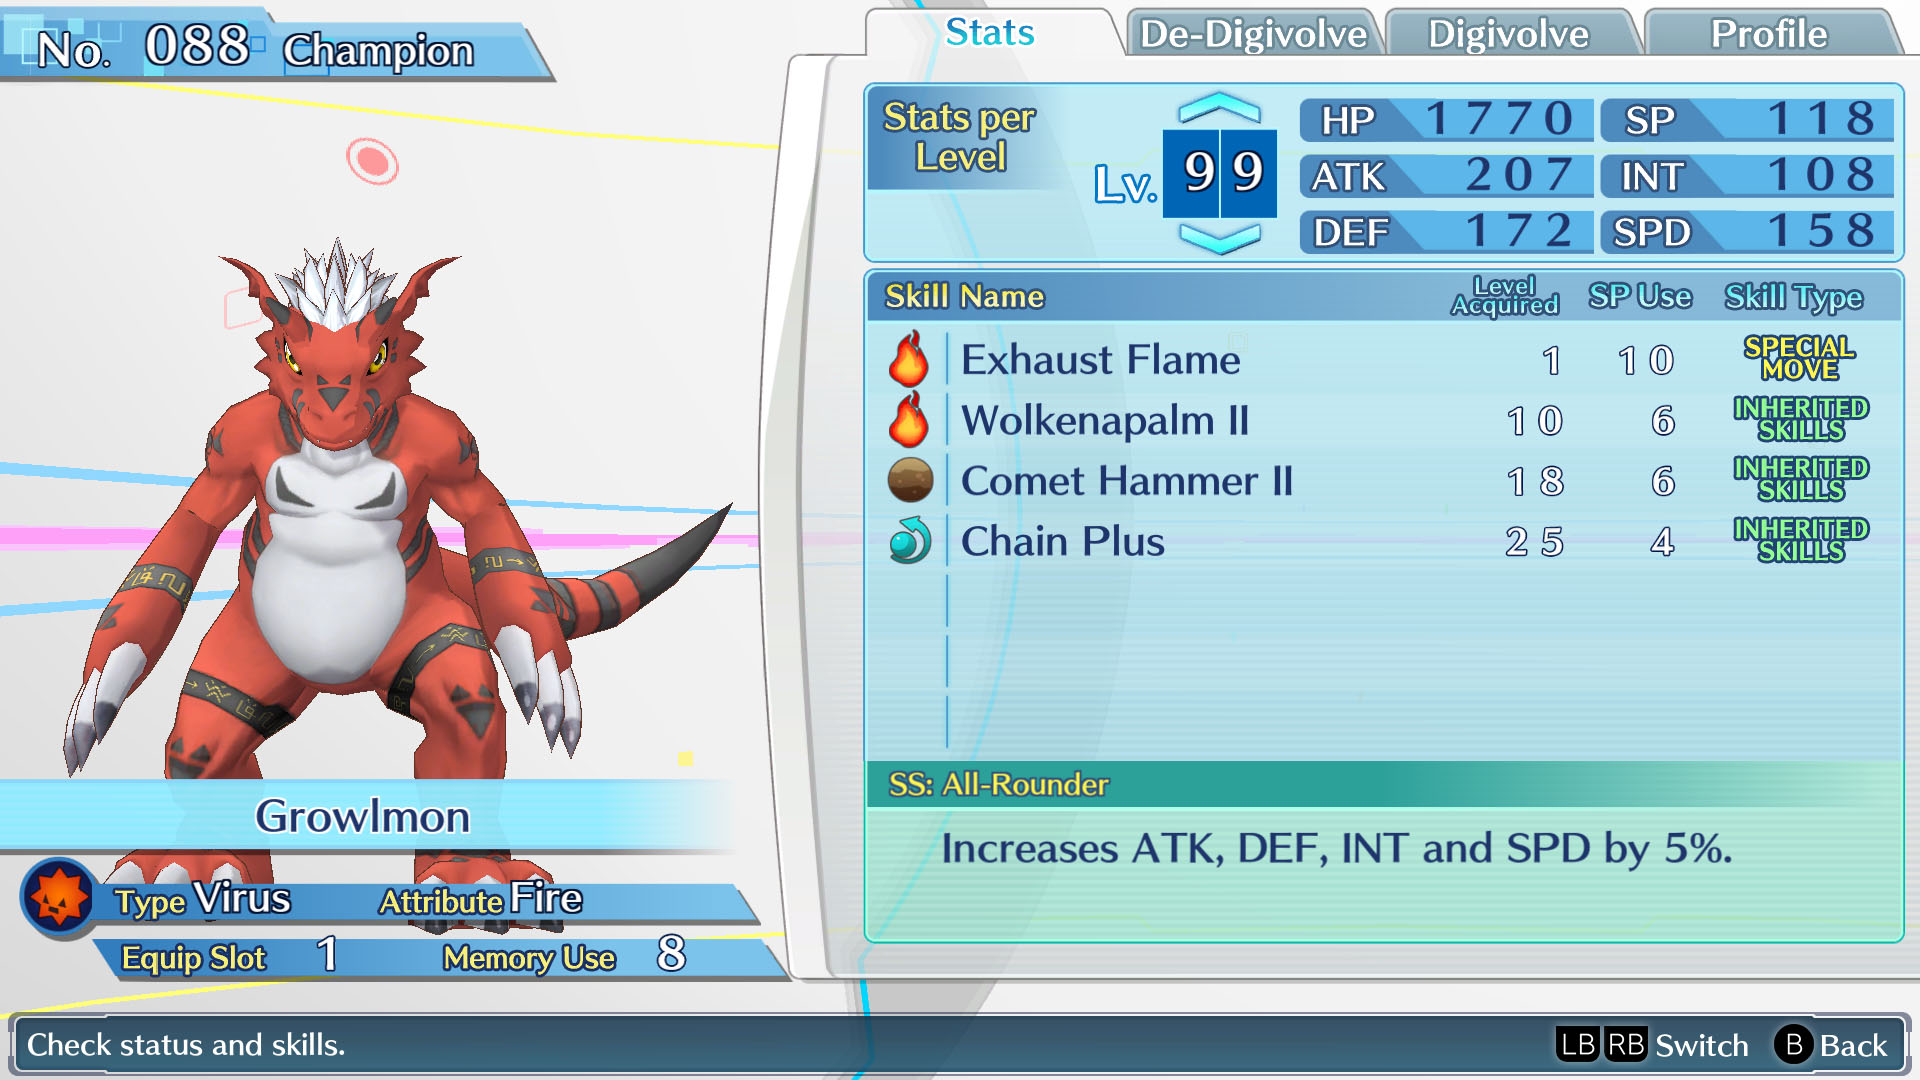 No. 088 Champion
Stats De-Digivolve Digivolve Profile
Stats per
Level
Lv. 99
HP 1770 SP 118
ATK 207 INT 108
DEF 172 SPD 158
Skill Name Level Acquired SP Use Skill Type
Exhaust Flame 1 10 SPECIAL MOVE
Wolkenapalm II 10 6 INHERITED SKILLS
Comet Hammer II 18 6 INHERITED SKILLS
Chain Plus 25 4 INHERITED SKILLS
SS: All-Rounder
Increases ATK, DEF, INT and SPD by 5%.
Growlmon
Type Virus Attribute Fire
Equip Slot 1 Memory Use 8
Check status and skills.
LB RB Switch B Back